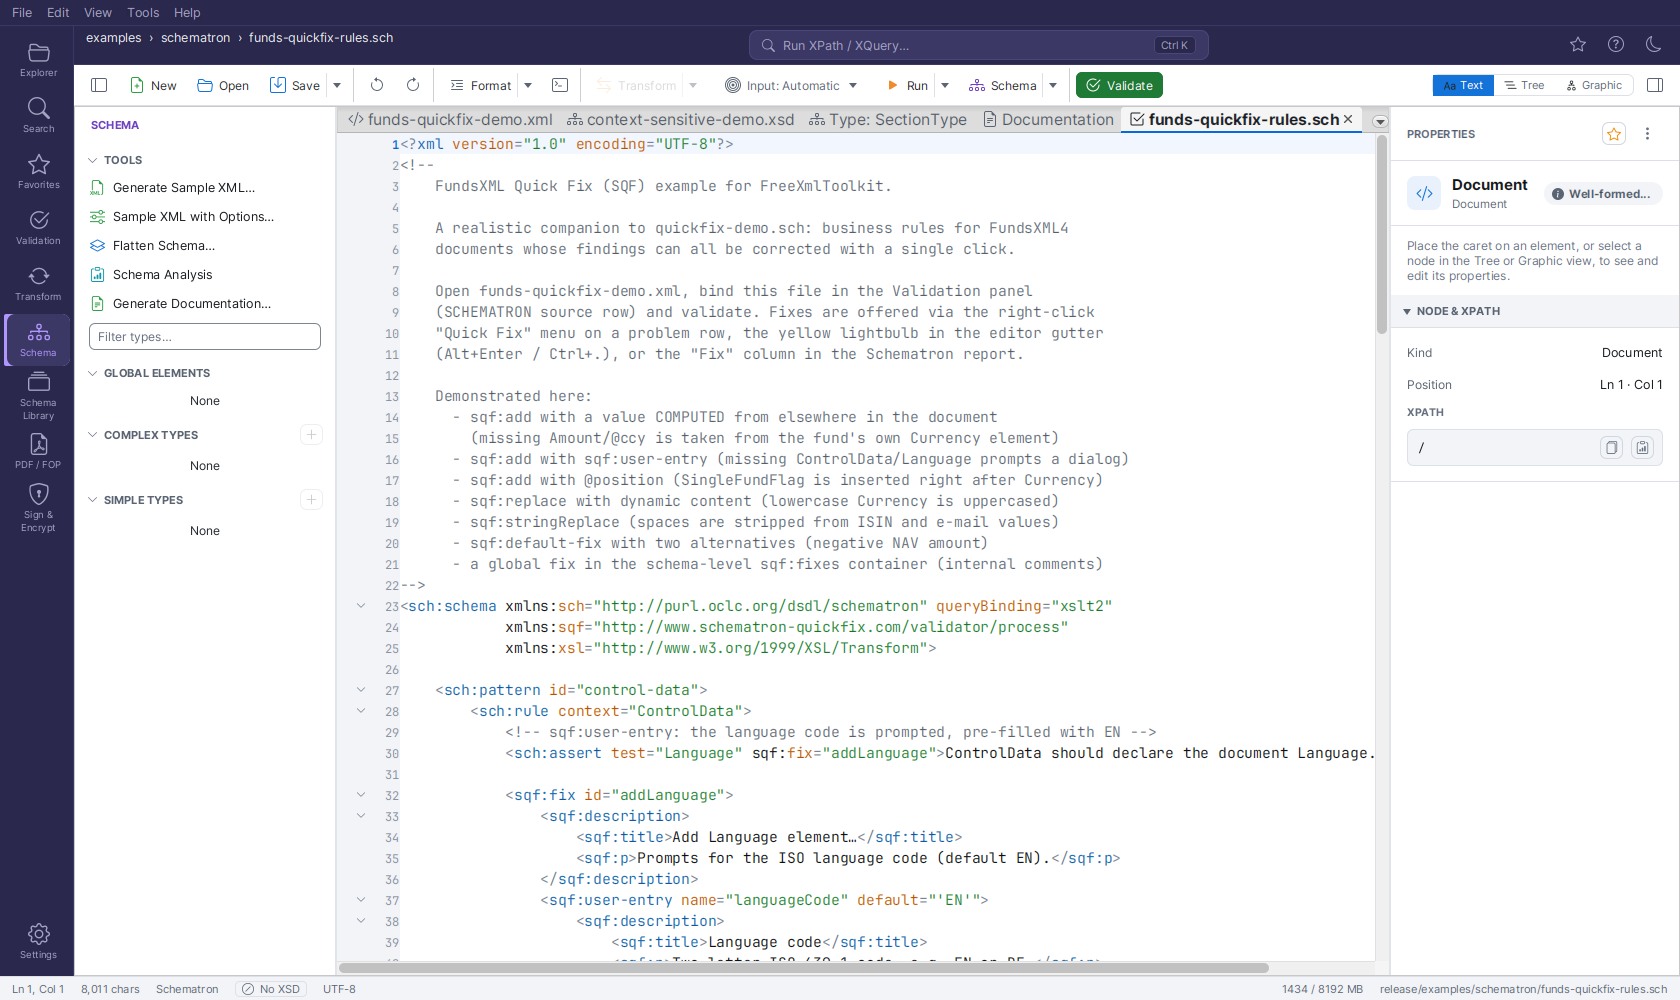 File Edit View Tools Help
examples › schematron › funds-quickfix-rules.sch
Run XPath / XQuery... Ctrl K
New Open Save Format Transform Input: Automatic Run Schema Validate Aa Text Tree Graphic
Explorer
Search
Favorites
Validation
Transform
Schema
Schema
Library
PDF / FOP
Sign &
Encrypt
Settings
SCHEMA
TOOLS
Generate Sample XML...
Sample XML with Options...
Flatten Schema...
Schema Analysis
Generate Documentation...
Filter types...
GLOBAL ELEMENTS
None
COMPLEX TYPES
None
SIMPLE TYPES
None
funds-quickfix-demo.xml context-sensitive-demo.xsd Type: SectionType Documentation funds-quickfix-rules.sch
1 <?xml version="1.0" encoding="UTF-8"?>
2 <!--
3 FundsXML Quick Fix (SQF) example for FreeXmlToolkit.
4
5 A realistic companion to quickfix-demo.sch: business rules for FundsXML4
6 documents whose findings can all be corrected with a single click.
7
8 Open funds-quickfix-demo.xml, bind this file in the Validation panel
9 (SCHEMATRON source row) and validate. Fixes are offered via the right-click
10 "Quick Fix" menu on a problem row, the yellow lightbulb in the editor gutter
11 (Alt+Enter / Ctrl+.), or the "Fix" column in the Schematron report.
12
13 Demonstrated here:
14 - sqf:add with a value COMPUTED from elsewhere in the document
15 (missing Amount/@ccy is taken from the fund's own Currency element)
16 - sqf:add with sqf:user-entry (missing ControlData/Language prompts a dialog)
17 - sqf:add with @position (SingleFundFlag is inserted right after Currency)
18 - sqf:replace with dynamic content (lowercase Currency is uppercased)
19 - sqf:stringReplace (spaces are stripped from ISIN and e-mail values)
20 - sqf:default-fix with two alternatives (negative NAV amount)
21 - a global fix in the schema-level sqf:fixes container (internal comments)
22 -->
23 <sch:schema xmlns:sch="http://purl.oclc.org/dsdl/schematron" queryBinding="xslt2"
24 xmlns:sqf="http://www.schematron-quickfix.com/validator/process"
25 xmlns:xsl="http://www.w3.org/1999/XSL/Transform">
26
27 <sch:pattern id="control-data">
28 <sch:rule context="ControlData">
29 <!-- sqf:user-entry: the language code is prompted, pre-filled with EN -->
30 <sch:assert test="Language" sqf:fix="addLanguage">ControlData should declare the document Language.
31
32 <sqf:fix id="addLanguage">
33 <sqf:description>
34 <sqf:title>Add Language element…</sqf:title>
35 <sqf:p>Prompts for the ISO language code (default EN).</sqf:p>
36 </sqf:description>
37 <sqf:user-entry name="languageCode" default="'EN'">
38 <sqf:description>
39 <sqf:title>Language code</sqf:title>
PROPERTIES
Document
Document
Well-formed...
Place the caret on an element, or select a
node in the Tree or Graphic view, to see and
edit its properties.
NODE & XPATH
Kind Document
Position Ln 1 · Col 1
XPATH
/
Ln 1, Col 1 8,011 chars Schematron No XSD UTF-8 1434 / 8192 MB release/examples/schematron/funds-quickfix-rules.sch